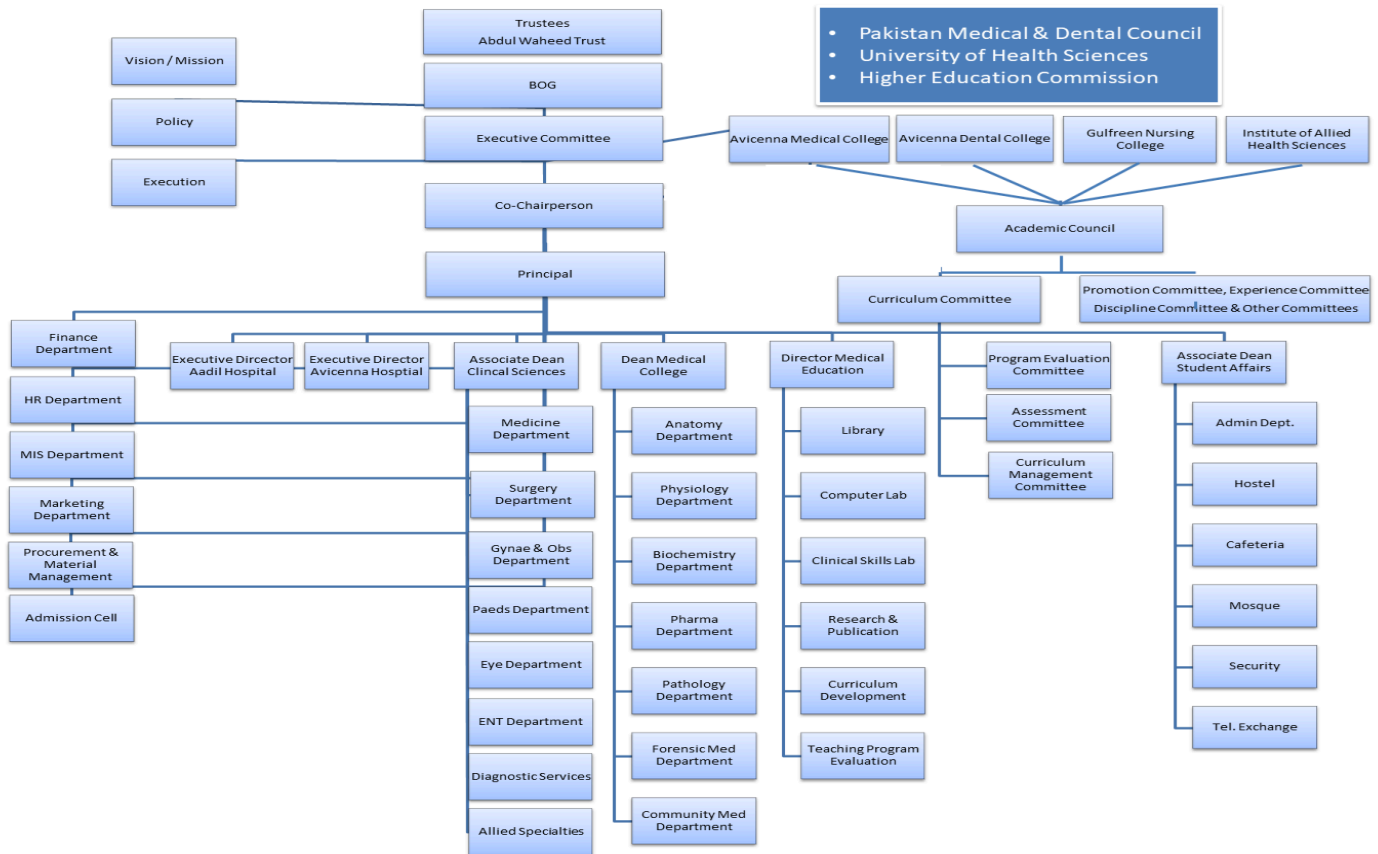 Trustees
Abdul Waheed Trust
• Pakistan Medical & Dental Council
• University of Health Sciences
• Higher Education Commission
Vision / Mission
BOG
Policy
Executive Committee
Avicenna Medical College
Avicenna Dental College
Gulfreen Nursing
College
Institute of Allied
Health Sciences
Execution
Co-Chairperson
Academic Council
Principal
Curriculum Committee
Promotion Committee, Experience Committee
Discipline Committee & Other Committees
Finance
Department
HR Department
MIS Department
Marketing
Department
Procurement &
Material
Management
Admission Cell
Executive Dircector
Aadil Hospital
Executive Director
Avicenna Hosptial
Associate Dean
Clincal Sciences
Medicine
Department
Surgery
Department
Gynae & Obs
Department
Paeds Department
Eye Department
ENT Department
Diagnostic Services
Allied Specialties
Dean Medical
College
Anatomy
Department
Physiology
Department
Biochemistry
Department
Pharma
Department
Pathology
Department
Forensic Med
Department
Community Med
Department
Director Medical
Education
Library
Computer Lab
Clinical Skills Lab
Research &
Publication
Curriculum
Development
Teaching Program
Evaluation
Program Evaluation
Committee
Assessment
Committee
Curriculum
Management
Committee
Associate Dean
Student Affairs
Admin Dept.
Hostel
Cafeteria
Mosque
Security
Tel. Exchange